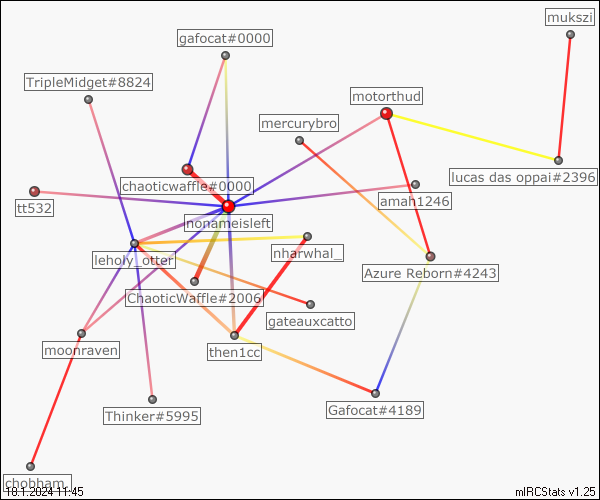 mukszi
gafocat#0000
TripleMidget#8824
motorthud
mercurybro
lucas das oppai#2396
chaoticwaffle#0000
amah1246
tt532
nonameisleft
nharwhal_
leholy_otter
Azure Reborn#4243
ChaoticWaffle#2006
gateauxcatto
moonraven
then1cc
Thinker#5995
Gafocat#4189
chobham.
18.1.2024 11:45
mIRCStats v1.25